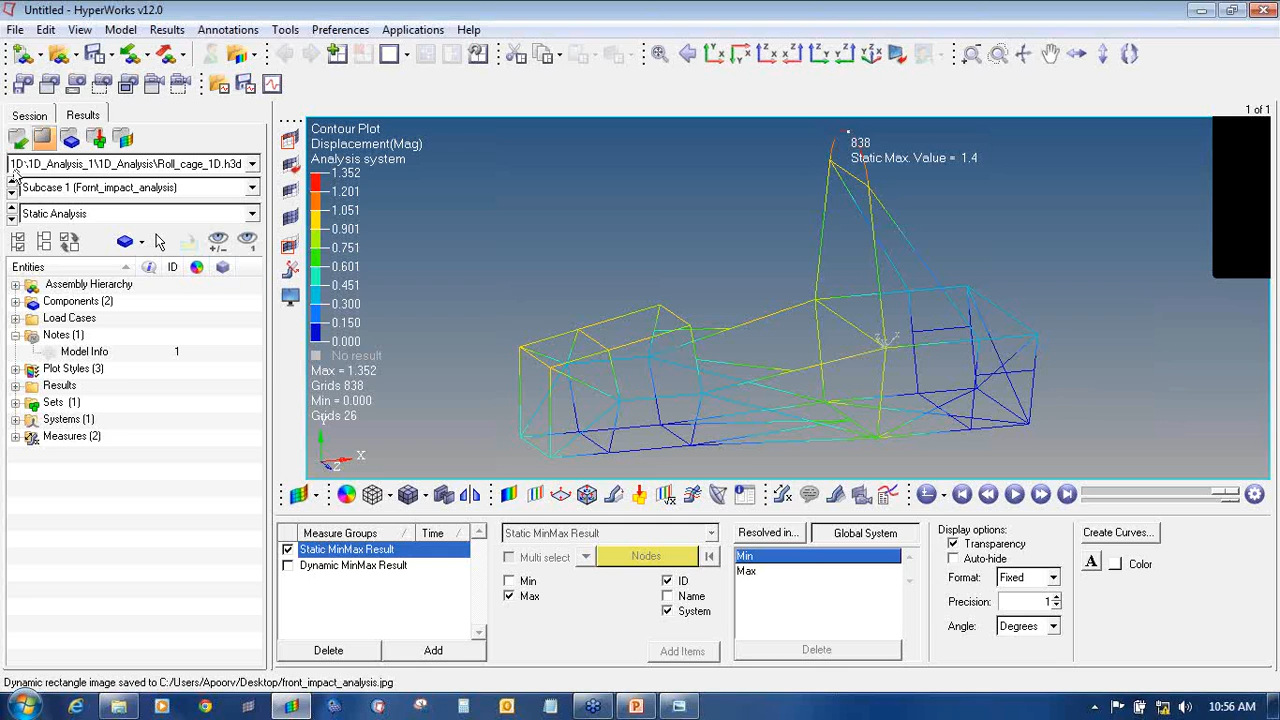 Untitled - HyperWorks v12.0
File Edit View Model Results Annotations Tools Preferences Applications Help
1 of 1
Session Results
1D\:1D_Analysis_1\1D_Analysis\Roll_cage_1D.h3d
Subcase 1 (Fornt_impact_analysis)
Static Analysis
Entities ID
Assembly Hierarchy
Components (2)
Load Cases
Notes (1)
Model Info 1
Plot Styles (3)
Results
Sets (1)
Systems (1)
Measures (2)
Contour Plot
Displacement(Mag)
Analysis system
1.352
1.201
1.051
0.901
0.751
0.601
0.451
0.300
0.150
0.000
No result
Max = 1.352
Grids 838
Min = 0.000
Grids 26
838
Static Max. Value = 1.4
Y
X
Z
Measure Groups Time
Static MinMax Result
Dynamic MinMax Result
Delete Add
Static MinMax Result
Multi select Nodes
Min ID
Max Name
System
Add Items
Resolved in... Global System
Min
Max
Delete
Display options:
Transparency
Auto-hide
Format: Fixed
Precision: 1
Angle: Degrees
Create Curves...
A Color
Dynamic rectangle image saved to C:/Users/Apoorv/Desktop/front_impact_analysis.jpg
10:56 AM